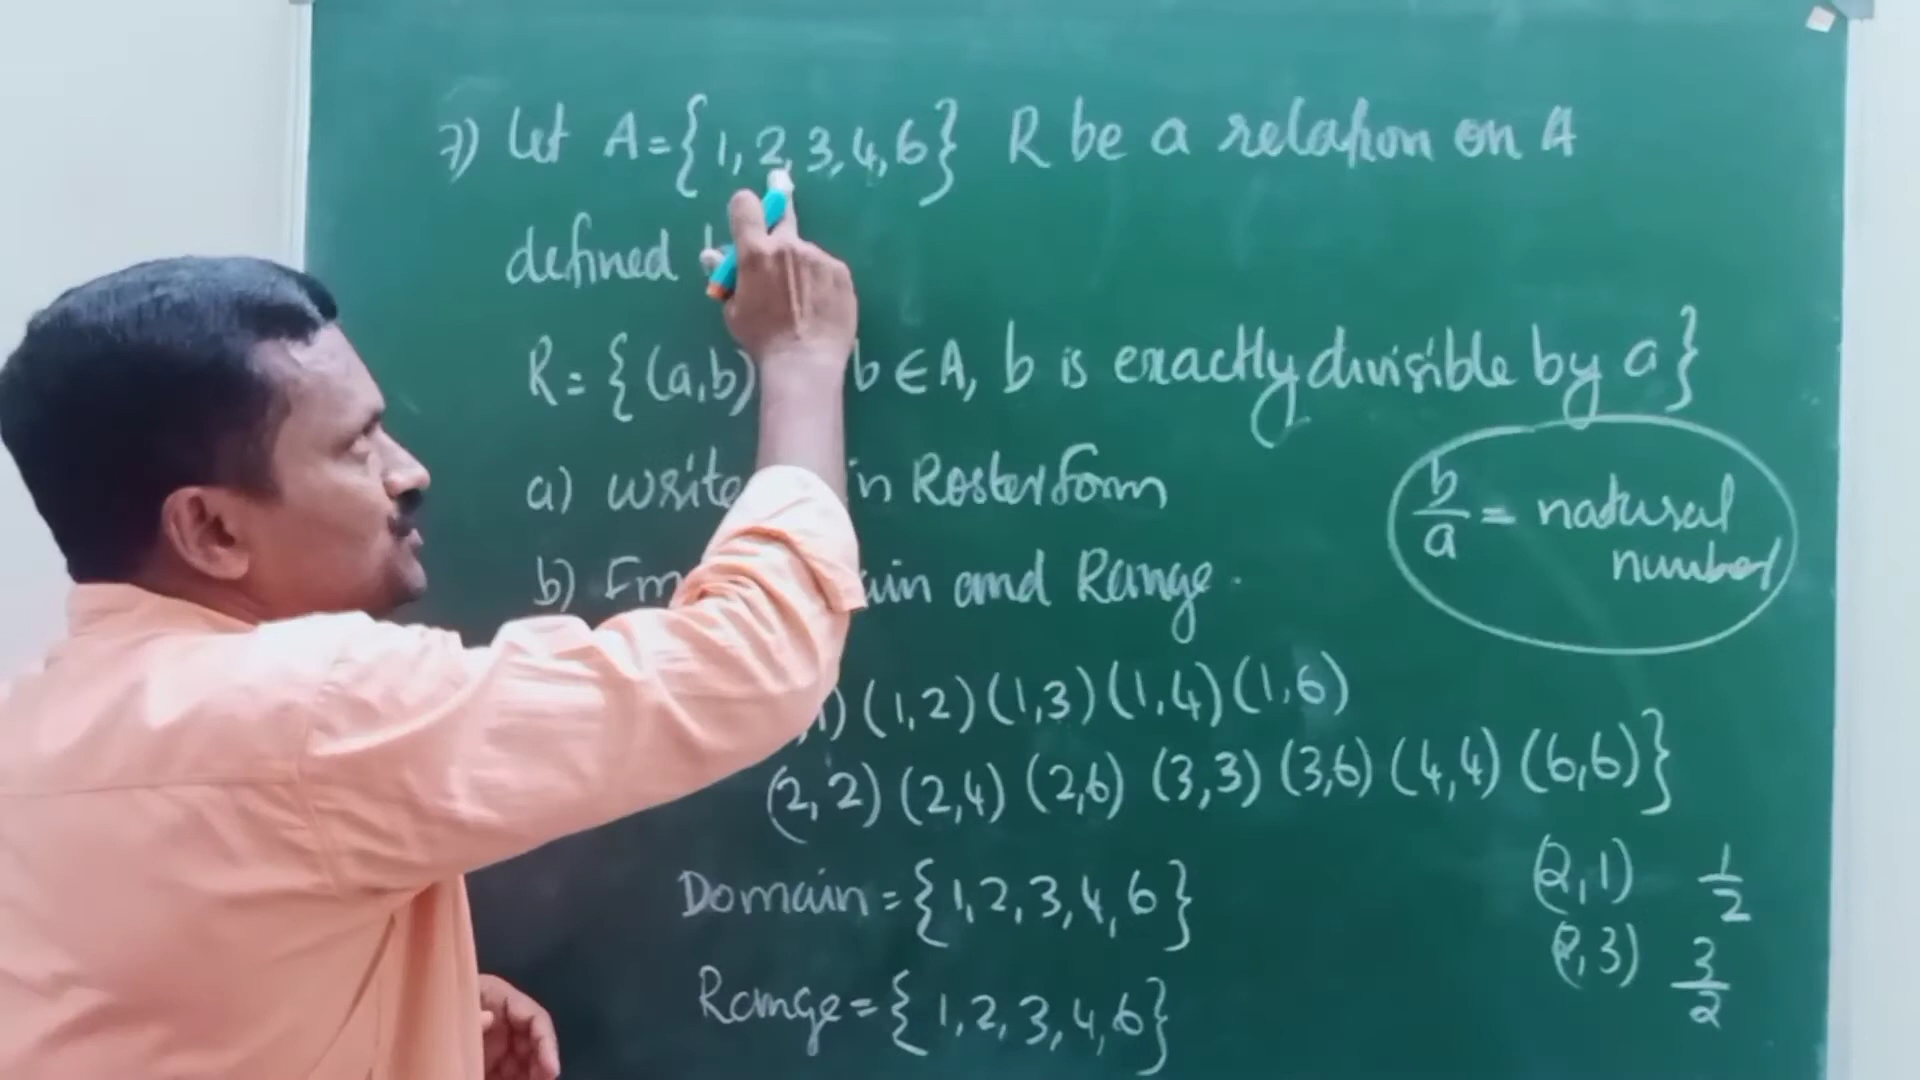 7) Let A = {1, 2, 3, 4, 6} R be a relation on A
defined
R = {(a,b) b ∈ A, b is exactly divisible by a}
a) write in Roster form
b) and Range.
b/a = natural
number
(1,2) (1,3) (1,4) (1,6)
(2,2) (2,4) (2,6) (3,3) (3,6) (4,4) (6,6)}
Domain = {1, 2, 3, 4, 6}
Range = {1, 2, 3, 4, 6}
(2,1) 1/2
(2,3) 3/2